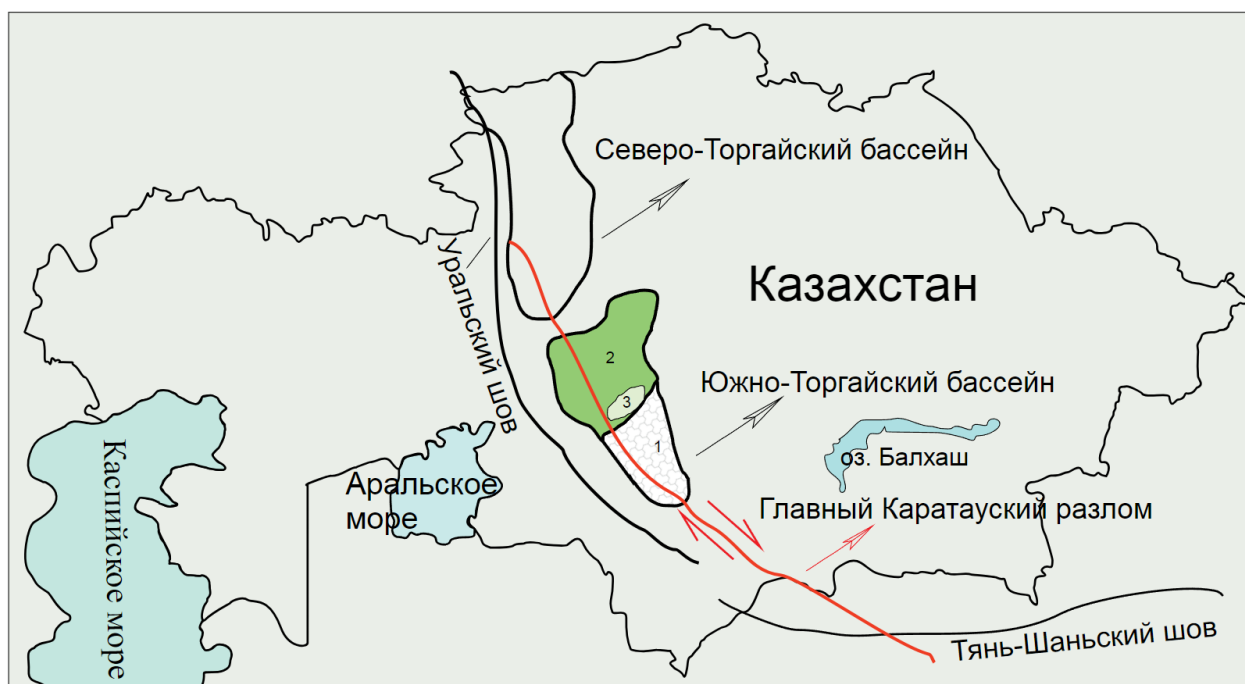 Северо-Торгайский бассейн
Уральский шов
Казахстан
2
3
1
Южно-Торгайский бассейн
оз. Балхаш
Каспийское море
Аральское
море
Главный Каратауский разлом
Тянь-Шаньский шов